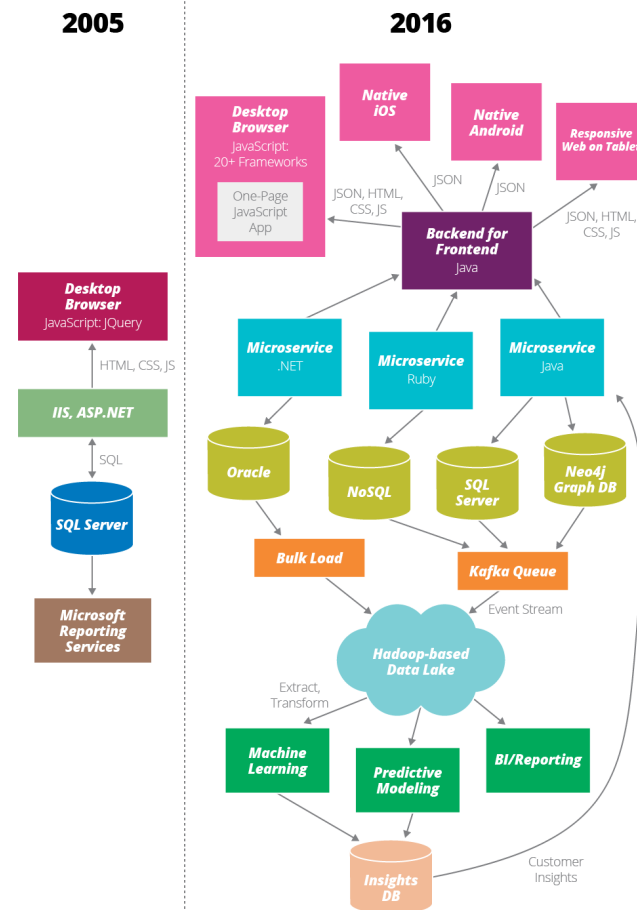 2005
Desktop
Browser
JavaScript: JQuery
HTML, CSS, JS
IIS, ASP.NET
SQL
SQL Server
Microsoft
Reporting
Services
2016
Desktop
Browser
JavaScript:
20+ Frameworks
One-Page
JavaScript
App
Native
iOS
Native
Android
Responsive
Web on Tablet
JSON, HTML,
CSS, JS
JSON
JSON
JSON, HTML,
CSS, JS
Backend for
Frontend
Java
Microservice
.NET
Microservice
Ruby
Microservice
Java
Oracle
NoSQL
SQL
Server
Neo4j
Graph DB
Bulk Load
Kafka Queue
Event Stream
Hadoop-based
Data Lake
Extract,
Transform
Machine
Learning
Predictive
Modeling
BI/Reporting
Insights
DB
Customer
Insights